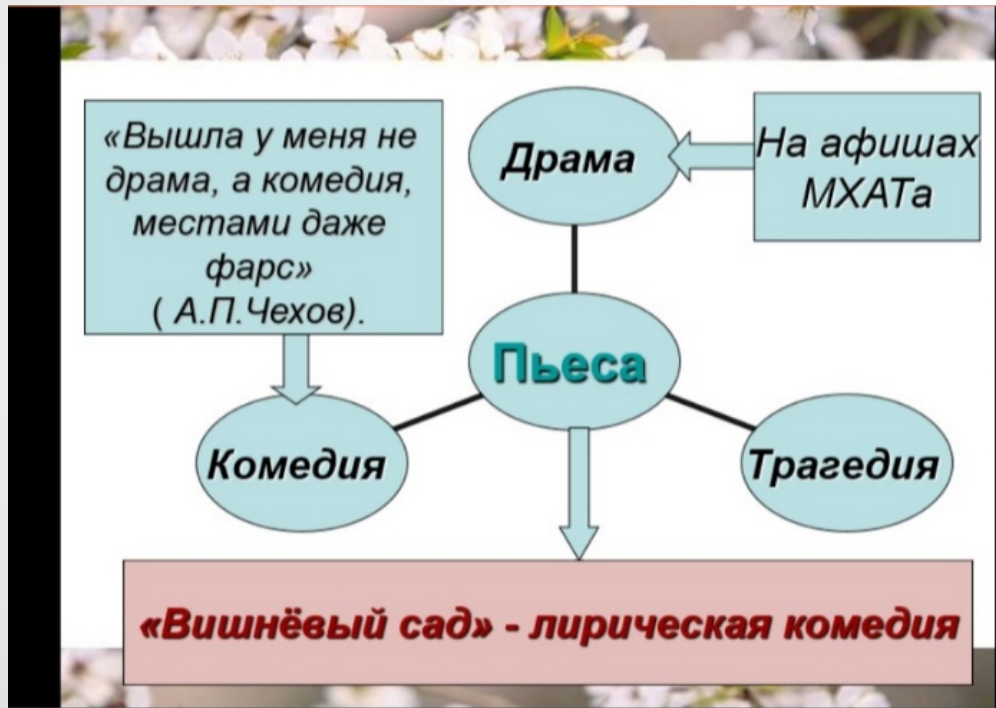 «Вышла у меня не
драма, а комедия,
местами даже
фарс»
( А.П.Чехов).
Драма
На афишах
МХАТа
Пьеса
Комедия
Трагедия
«Вишнёвый сад» - лирическая комедия